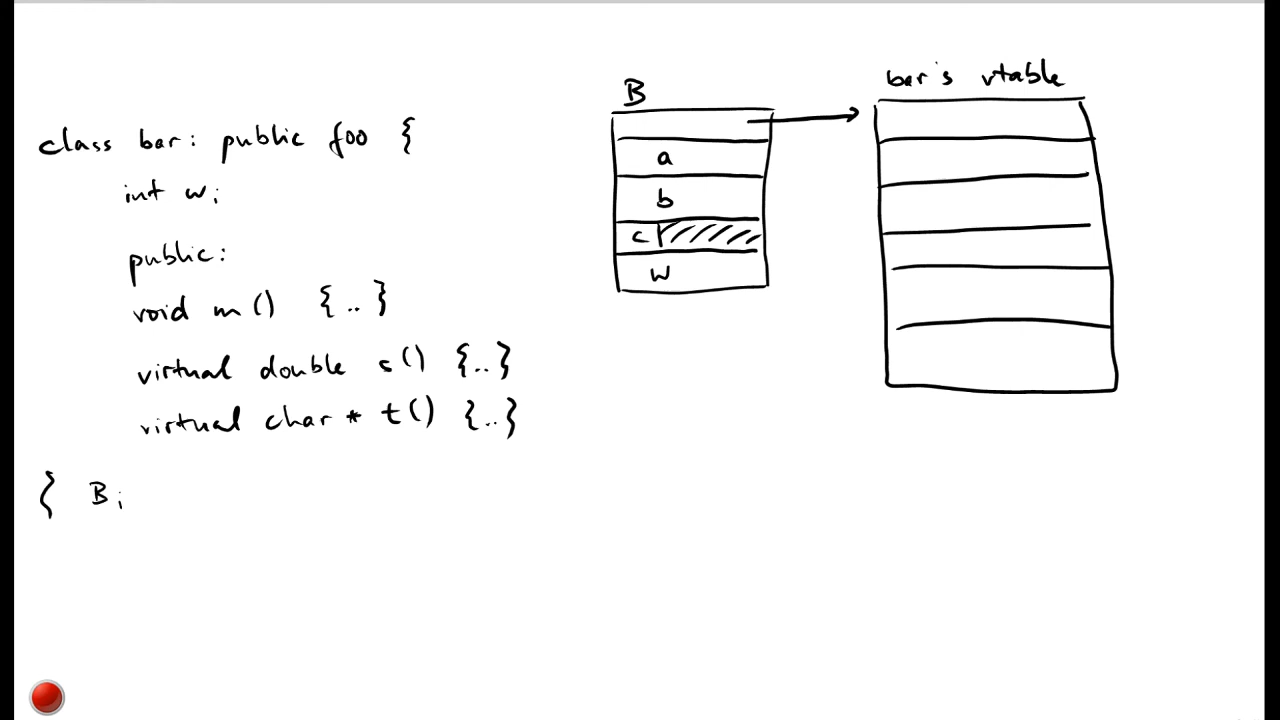 class bar: public foo {
int w;
public:
void m() {..}
virtual double s() {..}
virtual char * t() {..}
{ B;
B
a
b
c
w
bar's vtable